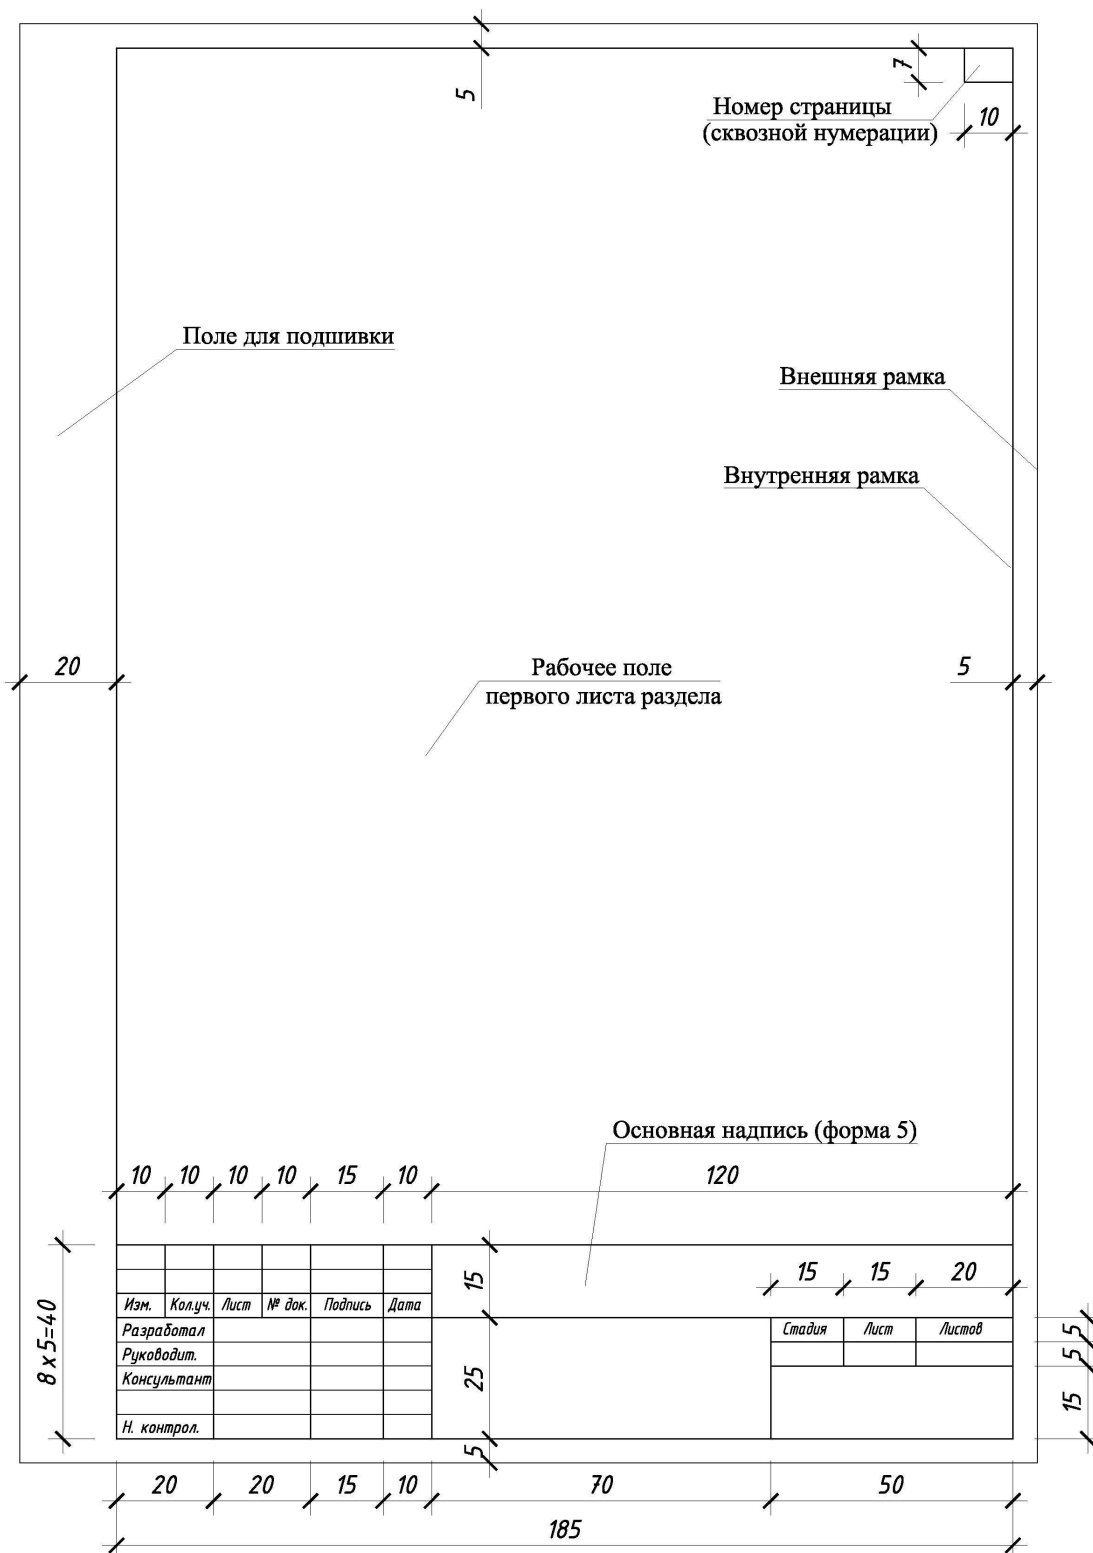 5
7
Номер страницы
(сквозной нумерации)
10
Поле для подшивки
Внешняя рамка
Внутренняя рамка
20
5
Рабочее поле
первого листа раздела
Основная надпись (форма 5)
10 10 10 10 15 10 120
15
15 15 20
Изм. Кол.уч. Лист № док. Подпись Дата
8 x 5=40
Разработал
Стадия Лист Листов
5
Руководит.
5
Консультант
25
15
Н. контрол.
5
20 20 15 10 70 50
185